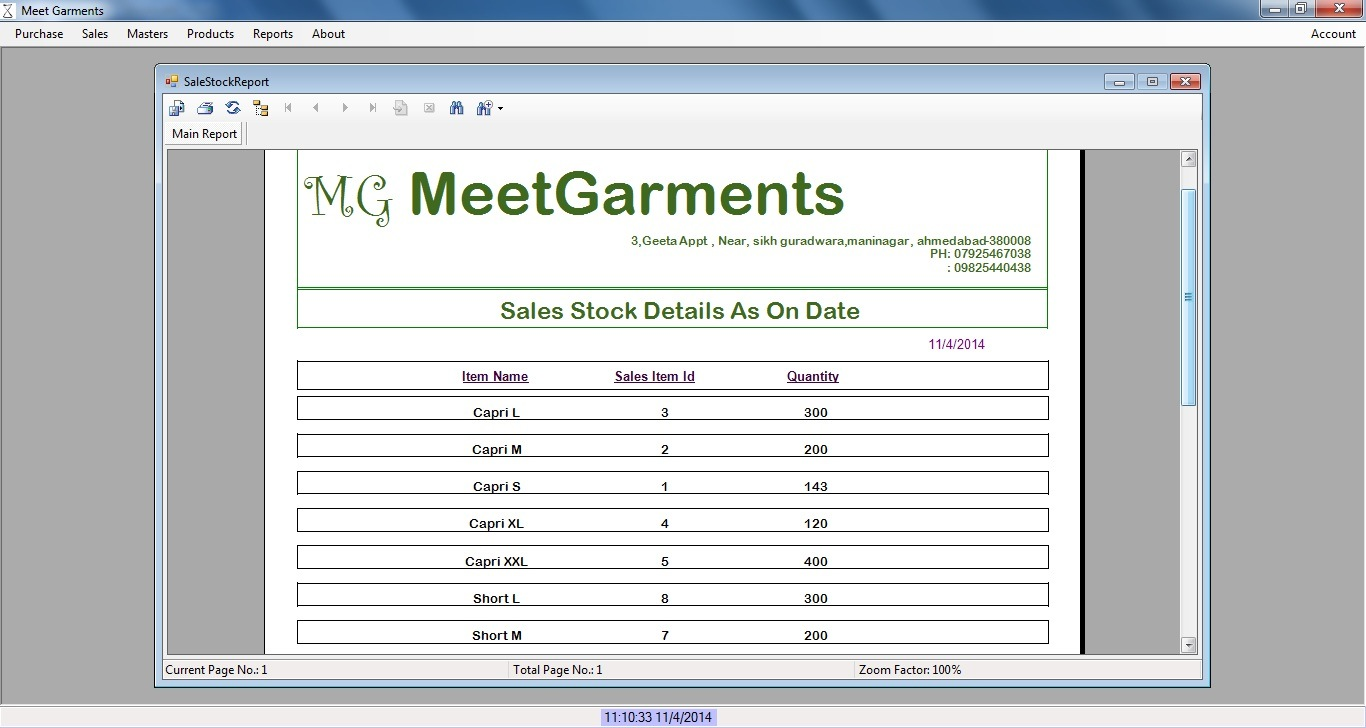 Meet Garments
Purchase Sales Masters Products Reports About Account
SaleStockReport
Main Report
MG MeetGarments
3,Geeta Appt , Near, sikh guradwara,maninagar, ahmedabad-380008
PH: 07925467038
: 09825440438
Sales Stock Details As On Date
11/4/2014
Item Name Sales Item Id Quantity
Capri L 3 300
Capri M 2 200
Capri S 1 143
Capri XL 4 120
Capri XXL 5 400
Short L 8 300
Short M 7 200
Current Page No.: 1 Total Page No.: 1 Zoom Factor: 100%
11:10:33 11/4/2014